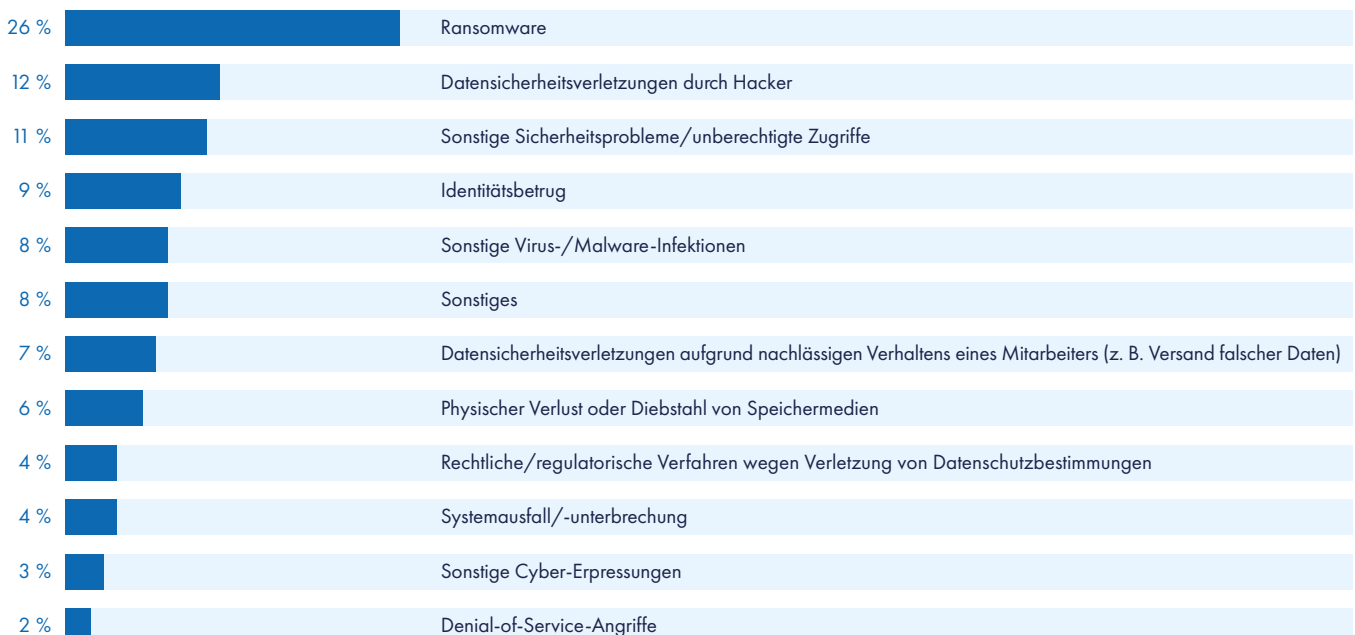 26 % Ransomware
12 % Datensicherheitsverletzungen durch Hacker
11 % Sonstige Sicherheitsprobleme/unberechtigte Zugriffe
9 % Identitätsbetrug
8 % Sonstige Virus-/Malware-Infektionen
8 % Sonstiges
7 % Datensicherheitsverletzungen aufgrund nachlässigen Verhaltens eines Mitarbeiters (z. B. Versand falscher Daten)
6 % Physischer Verlust oder Diebstahl von Speichermedien
4 % Rechtliche/regulatorische Verfahren wegen Verletzung von Datenschutzbestimmungen
4 % Systemausfall/-unterbrechung
3 % Sonstige Cyber-Erpressungen
2 % Denial-of-Service-Angriffe